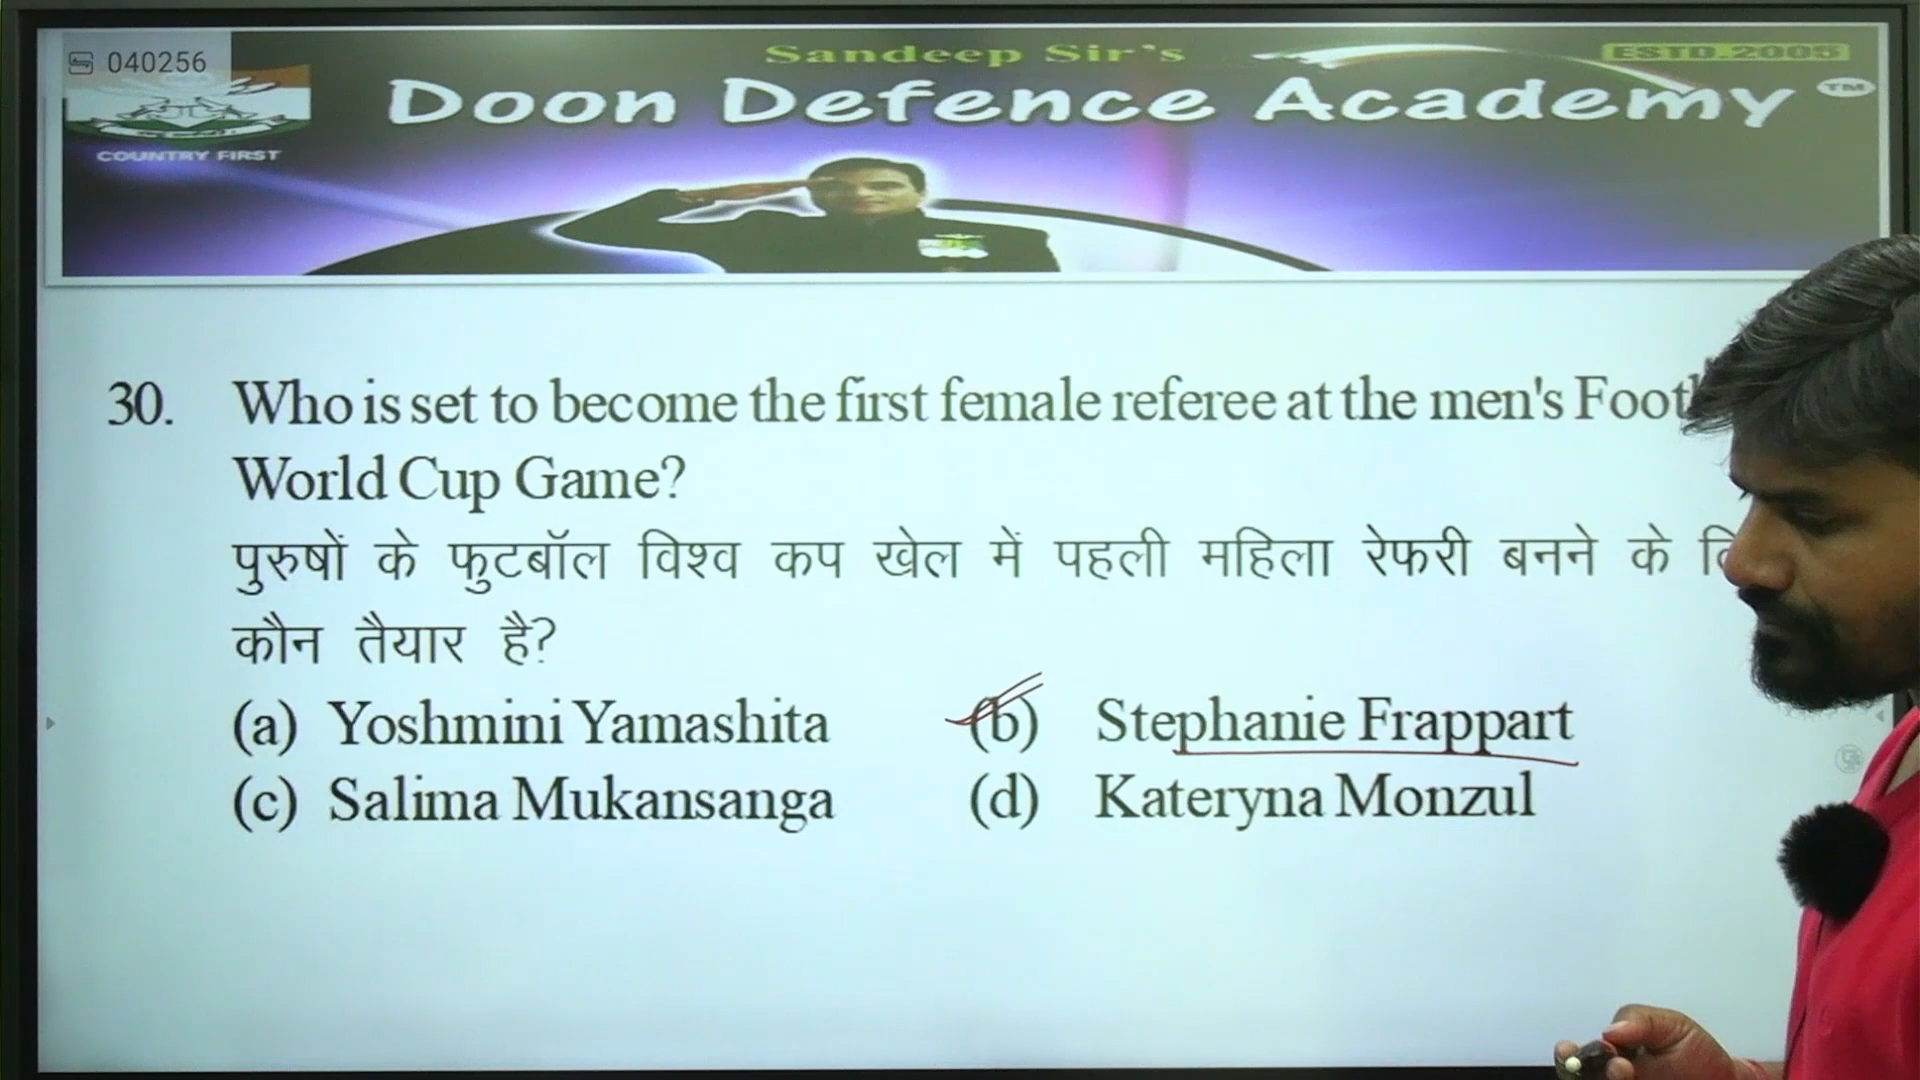 040256
Sandeep Sir's
ESTD.2005
Doon Defence Academy TM
COUNTRY FIRST
30. Who is set to become the first female referee at the men's
World Cup Game?
पुरुषों के फुटबॉल विश्व कप खेल में पहली महिला रेफरी बनने के
कौन तैयार है?
(a) Yoshmini Yamashita (b) Stephanie Frappart
(c) Salima Mukansanga (d) Kateryna Monzul